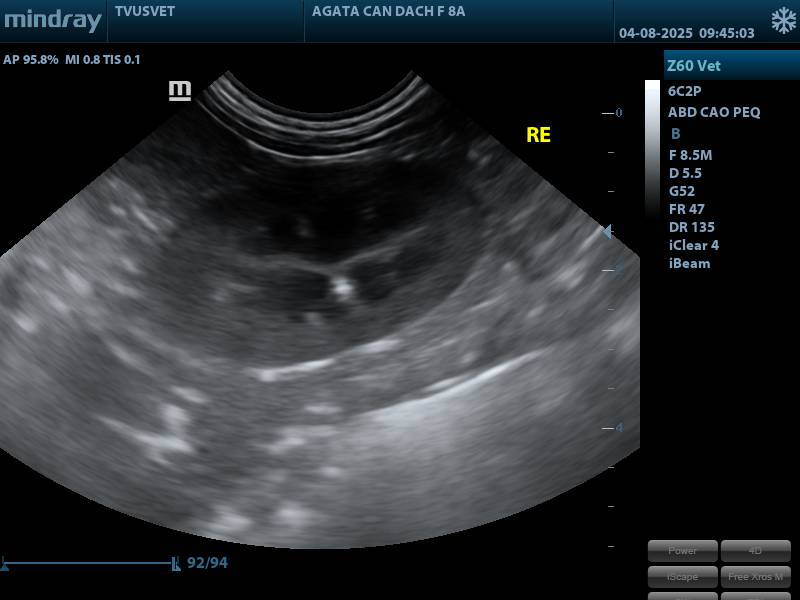 mindray
TVUSVET
AGATA CAN DACH F 8A
04-08-2025 09:45:03
AP 95.8% MI 0.8 TIS 0.1
m
RE
Z60 Vet
6C2P
ABD CAO PEQ
B
F 8.5M
D 5.5
G52
FR 47
DR 135
iClear 4
iBeam
0
2
4
92/94
Power
4D
iScape
Free Xros M